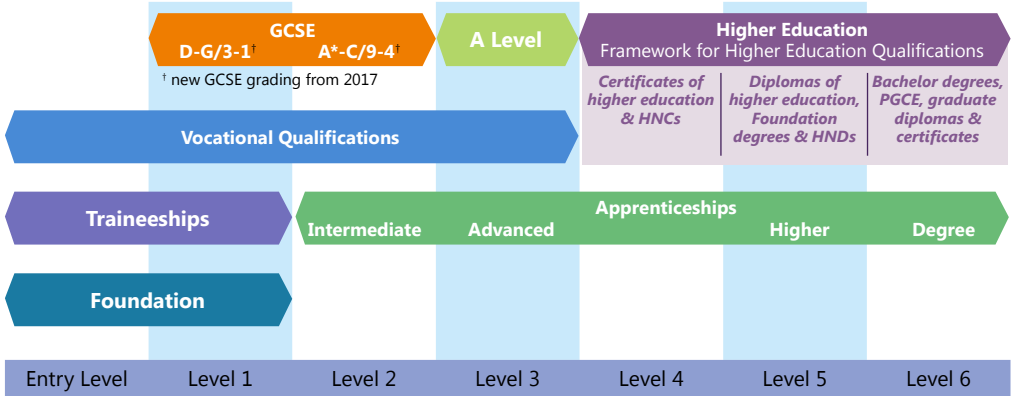 GCSE
D-G/3-1† A*-C/9-4†
† new GCSE grading from 2017
A Level
Higher Education
Framework for Higher Education Qualifications
Certificates of
higher education
& HNCs
Diplomas of
higher education,
Foundation
degrees & HNDs
Bachelor degrees,
PGCE, graduate
diplomas &
certificates
Vocational Qualifications
Traineeships
Apprenticeships
Intermediate Advanced Higher Degree
Foundation
Entry Level Level 1 Level 2 Level 3 Level 4 Level 5 Level 6